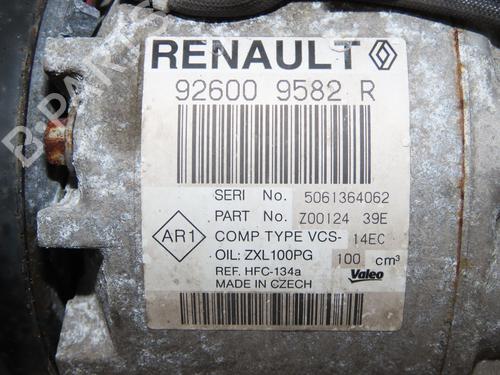 RENAULT
92600 9582 R
SERI No. 5061364062
PART No. Z00124 39E
AR1
COMP TYPE VCS- 14EC
OIL: ZXL100PG 100 cm³
REF. HFC-134a
MADE IN CZECH
Valeo
B-PARTS